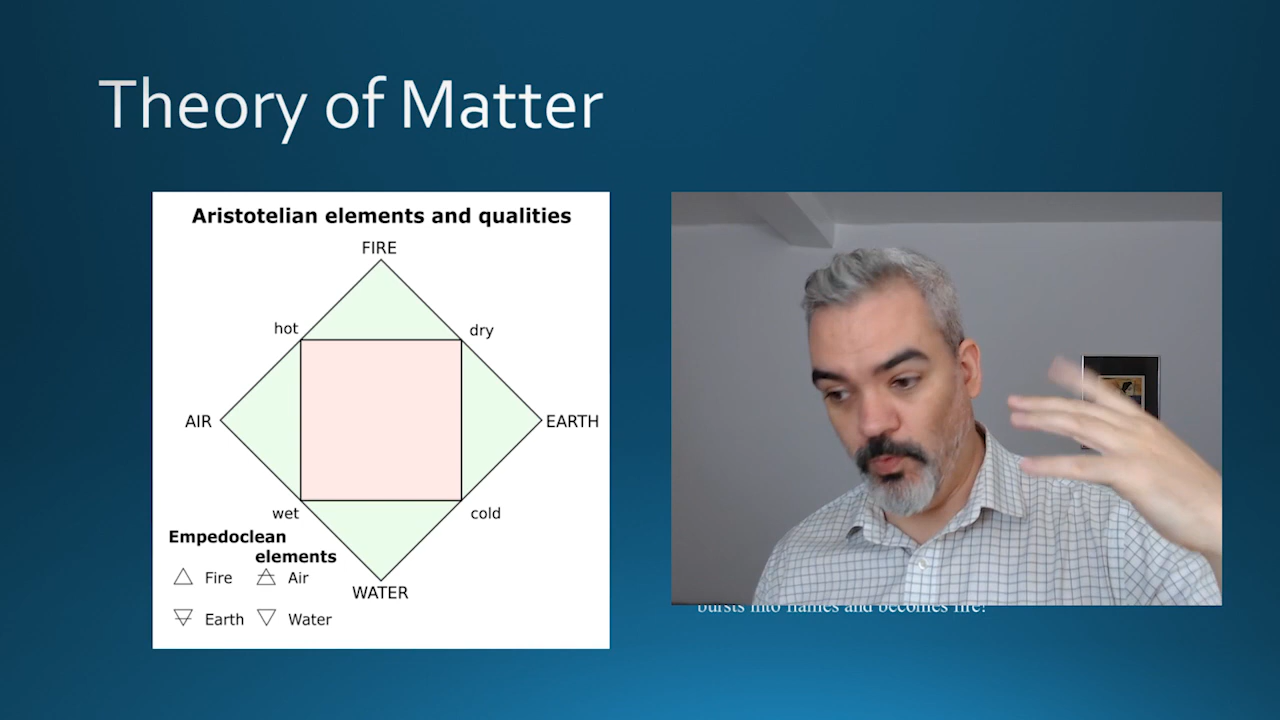 Theory of Matter
Aristotelian elements and qualities
FIRE
hot
dry
AIR
EARTH
wet
cold
Empedoclean
elements
Fire
Air
Earth
Water
WATER
bursts into flames and becomes fire!